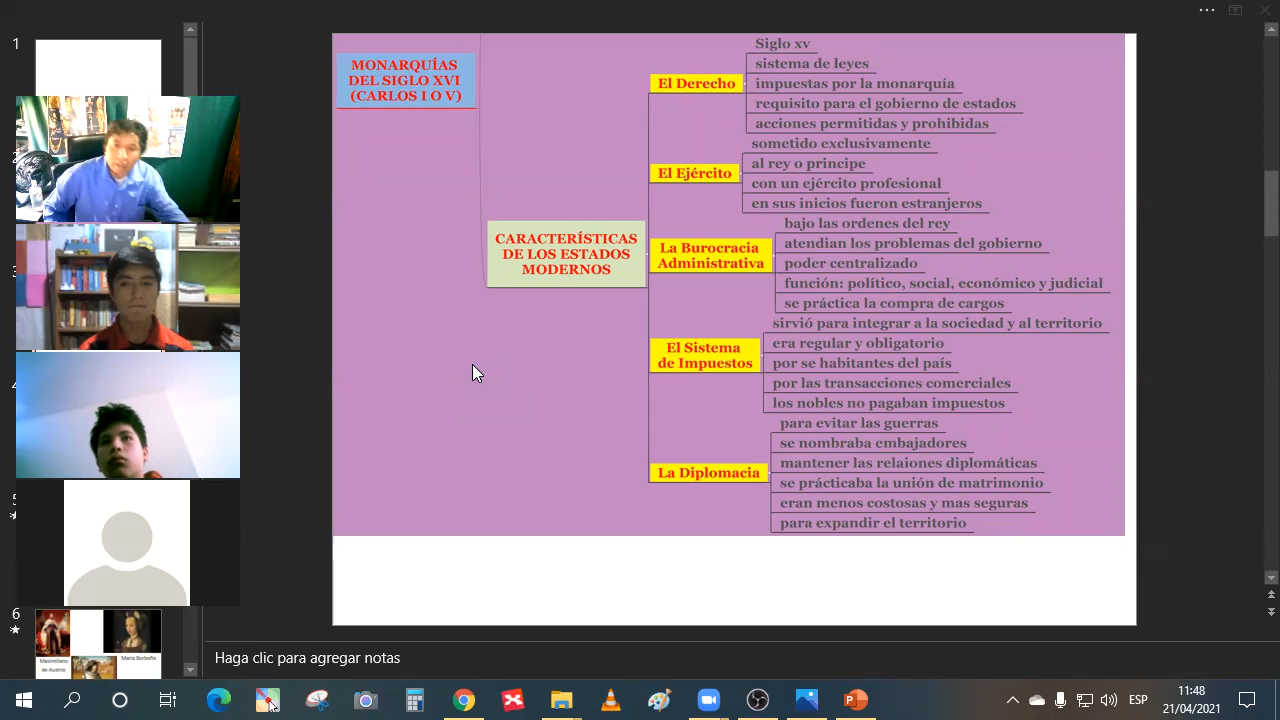 MONARQUÍAS
DEL SIGLO XVI
(CARLOS I O V)
CARACTERÍSTICAS
DE LOS ESTADOS
MODERNOS
El Derecho
Siglo xv
sistema de leyes
impuestas por la monarquía
requisito para el gobierno de estados
acciones permitidas y prohibidas
El Ejército
sometido exclusivamente
al rey o principe
con un ejército profesional
en sus inicios fueron estranjeros
La Burocracia
Administrativa
bajo las ordenes del rey
atendian los problemas del gobierno
poder centralizado
función: político, social, económico y judicial
se práctica la compra de cargos
El Sistema
de Impuestos
sirvió para integrar a la sociedad y al territorio
era regular y obligatorio
por se habitantes del país
por las transacciones comerciales
los nobles no pagaban impuestos
La Diplomacia
para evitar las guerras
se nombraba embajadores
mantener las relaiones diplomáticas
se prácticaba la unión de matrimonio
eran menos costosas y mas seguras
para expandir el territorio
1
6
Maximiliano
de Austria
María Borboña
Haga clic para agregar notas
ESP
11:48
21/04/2021